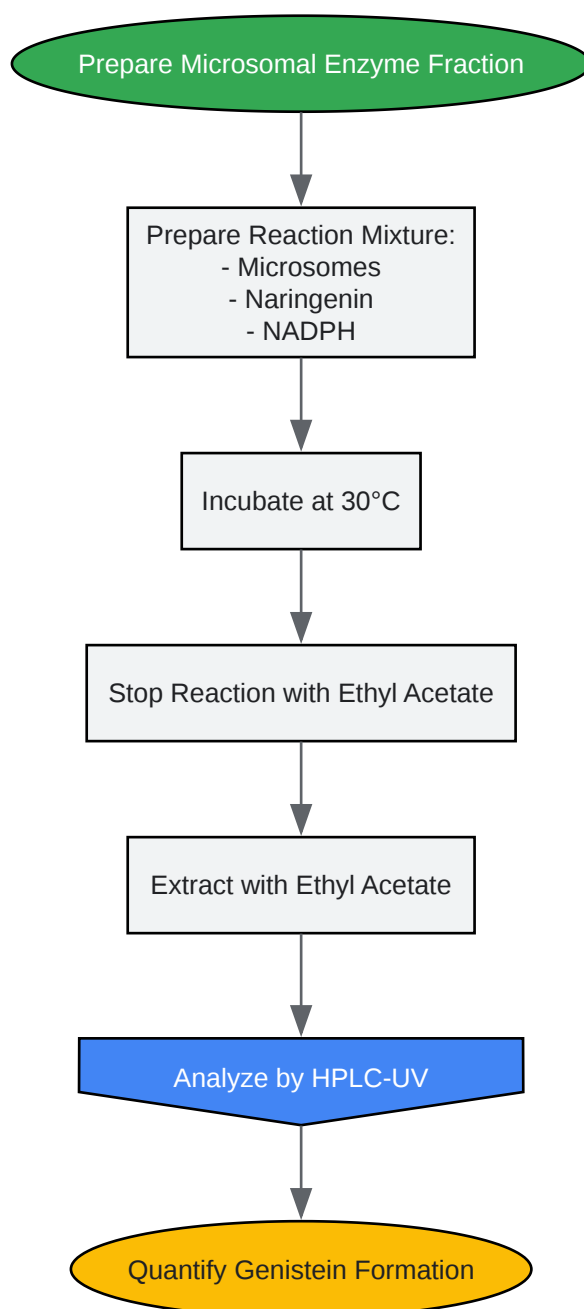 Prepare Microsomal Enzyme Fraction
Prepare Reaction Mixture:
- Microsomes
- Naringenin
- NADPH
Incubate at 30°C
Stop Reaction with Ethyl Acetate
Extract with Ethyl Acetate
Analyze by HPLC-UV
Quantify Genistein Formation